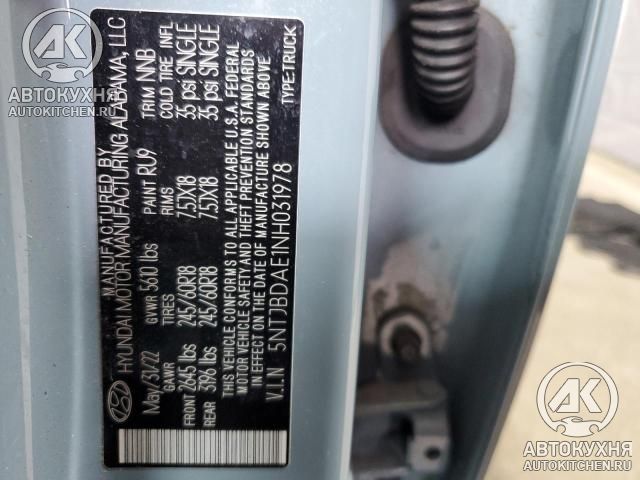 MANUFACTURED BY
HYUNDAI MOTOR MANUFACTURING ALABAMA, LLC
May/31/22 GVWR 5610 lbs PAINT RU9 TRIM NNB
GAWR TIRES RIMS COLD TIRE INFL
FRONT 2645 lbs 245/60R18 7.5JX18 35 psi SINGLE
REAR 3196 lbs 245/60R18 7.5JX18 35 psi SINGLE
THIS VEHICLE CONFORMS TO ALL APPLICABLE U.S.A. FEDERAL
MOTOR VEHICLE SAFETY AND THEFT PREVENTION STANDARDS
IN EFFECT ON THE DATE OF MANUFACTURE SHOWN ABOVE
V.I.N 5NTJBDAE1NH031978 TYPE:TRUCK
АВТОКУХНЯ
AUTOKITCHEN.RU
АВТОКУХНЯ
AUTOKITCHEN.RU